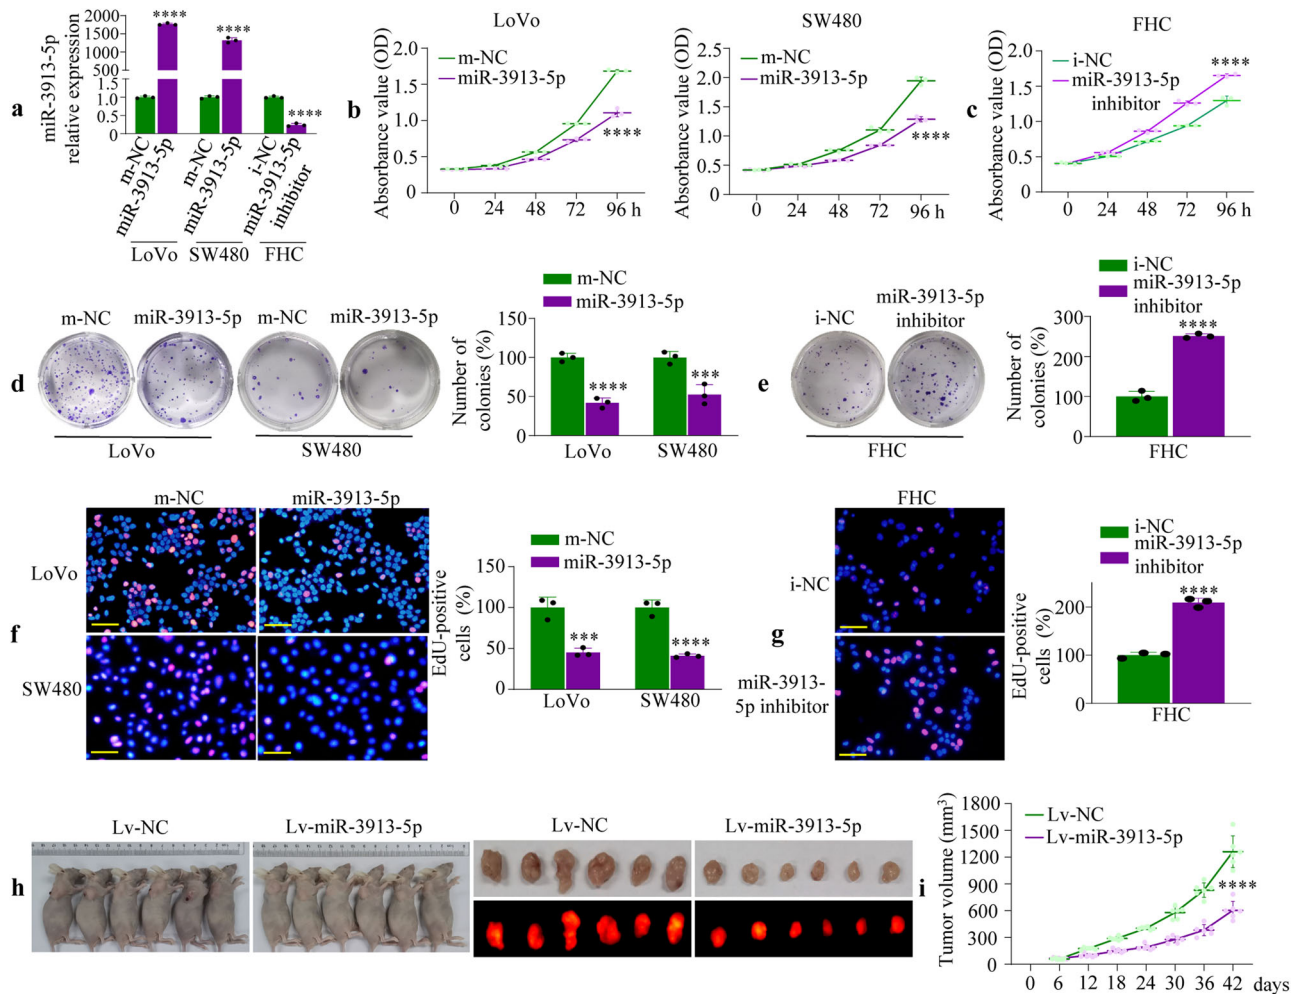 a
miR-3913-5p
relative expression
2000
1500
1000
500
1.0
0.5
0
****
****
****
m-NC
miR-3913-5p
m-NC
miR-3913-5p
i-NC
miR-3913-5p
inhibitor
LoVo
SW480
FHC
b
LoVo
m-NC
miR-3913-5p
Absorbance value (OD)
2.0
1.5
1.0
0.5
0.0
0 24 48 72 96 h
****
SW480
m-NC
miR-3913-5p
Absorbance value (OD)
2.5
2.0
1.5
1.0
0.5
0.0
0 24 48 72 96 h
****
c
FHC
i-NC
miR-3913-5p
inhibitor
Absorbance value (OD)
2.0
1.5
1.0
0.5
0.0
0 24 48 72 96 h
****
d
m-NC miR-3913-5p m-NC miR-3913-5p
LoVo SW480
m-NC
miR-3913-5p
Number of
colonies (%)
150
100
50
0
**** ***
LoVo SW480
e
i-NC
miR-3913-5p
inhibitor
FHC
i-NC
miR-3913-5p
inhibitor
Number of
colonies (%)
300
200
100
0
****
FHC
f
m-NC miR-3913-5p
LoVo
SW480
m-NC
miR-3913-5p
EdU-positive
cells (%)
150
100
50
0
*** ****
LoVo SW480
g
FHC
i-NC
miR-3913-
5p inhibitor
i-NC
miR-3913-5p
inhibitor
EdU-positive
cells (%)
200
100
0
****
FHC
h
Lv-NC Lv-miR-3913-5p Lv-NC Lv-miR-3913-5p
i
Lv-NC
Lv-miR-3913-5p
Tumor volume (mm³)
1800
1500
1200
900
600
300
0
****
0 6 12 18 24 30 36 42 days